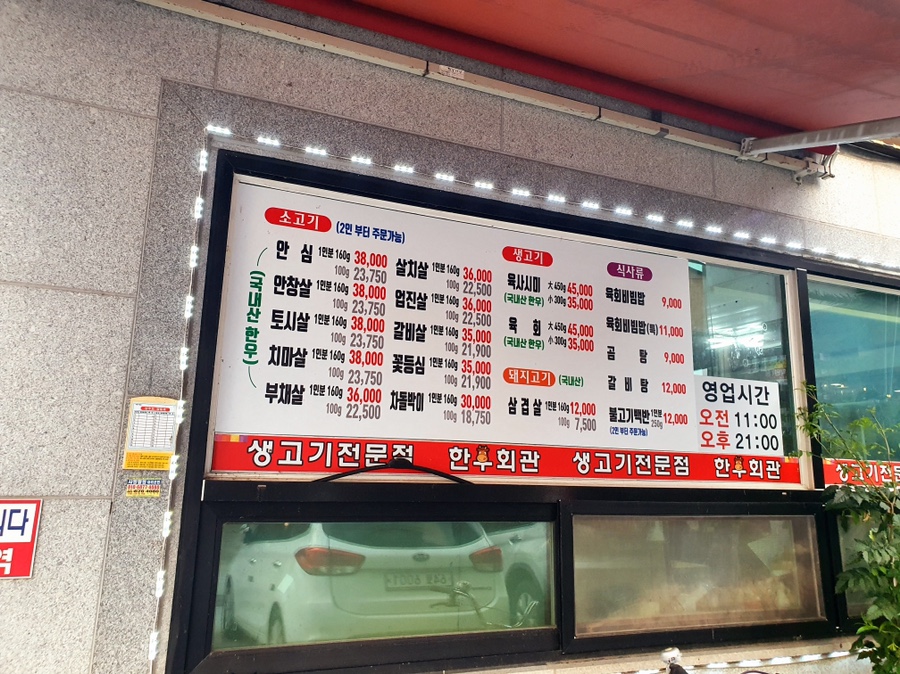 소고기 (2인 부터 주문가능)
(국내산 한우)
안 심 1인분 160g 38,000
100g 23,750
안창살 1인분 160g 38,000
100g 23,750
토시살 1인분 160g 38,000
100g 23,750
치마살 1인분 160g 38,000
100g 23,750
부채살 1인분 160g 36,000
100g 22,500
살치살 1인분 160g 36,000
100g 22,500
업진살 1인분 160g 36,000
100g 22,500
갈비살 1인분 160g 35,000
100g 21,900
꽃등심 1인분 160g 35,000
100g 21,900
차돌박이 1인분 160g 30,000
100g 18,750
생고기
육사시미 大 450g 45,000
(국내산 한우) 小 300g 35,000
육 회 大 450g 45,000
(국내산 한우) 小 300g 35,000
돼지고기 (국내산)
삼겹살 1인분 160g 12,000
100g 7,500
식사류
육회비빔밥 9,000
육회비빔밥(특) 11,000
곰 탕 9,000
갈 비 탕 12,000
불고기백반 1인분 250g 12,000
(2인 부터 주문가능)
영업시간
오전 11:00
오후 21:00
생고기전문점 한우회관 생고기전문점 한우회관
생고기전문
니다
역